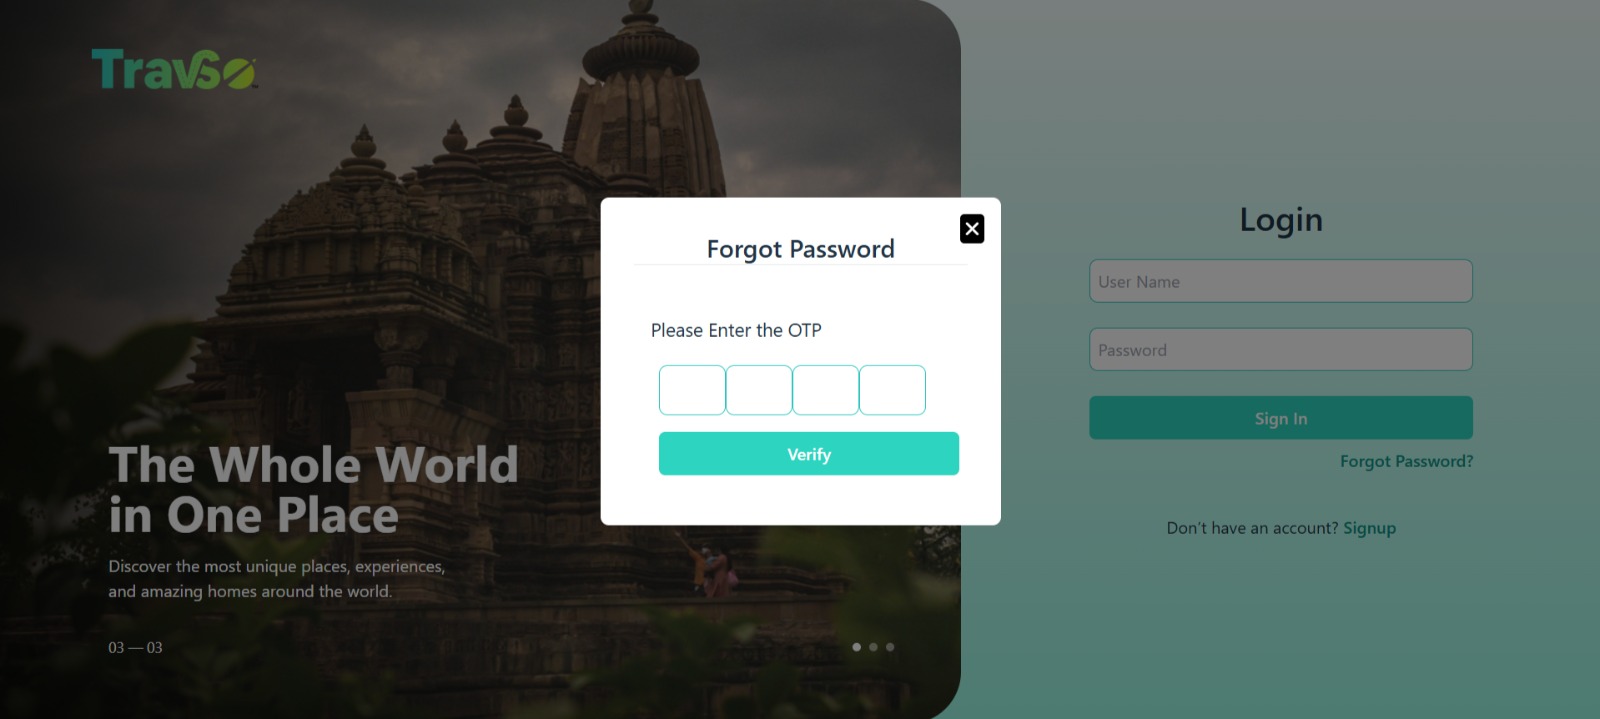 TravSo
The Whole World
in One Place
Discover the most unique places, experiences,
and amazing homes around the world.
03 — 03
Forgot Password
Please Enter the OTP
Verify
Login
User Name
Password
Sign In
Forgot Password?
Don't have an account? Signup